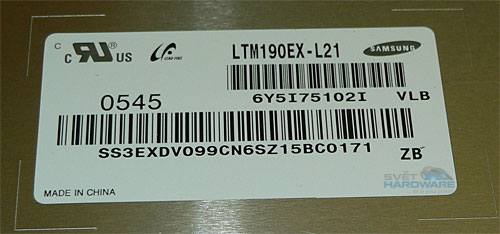 C
C US LTM190EX-L21 SAMSUNG
LEAD-FREE
0545 6Y5I75102I VLB
SS3EXDV099CN6SZ15BC0171 ZB
SVĚT
HARDWARE
MADE IN CHINA